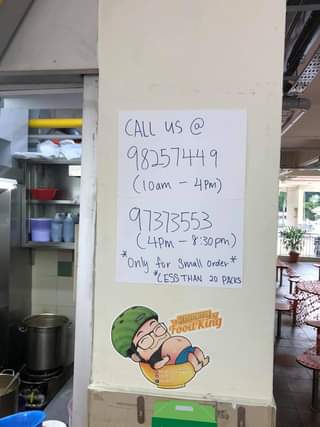 CALL US @
98257449
(10am - 4pm)
97373553
(4PM - 8:30pm)
*Only for Small Order*
*LESS THAN 20 PACKS
Food King